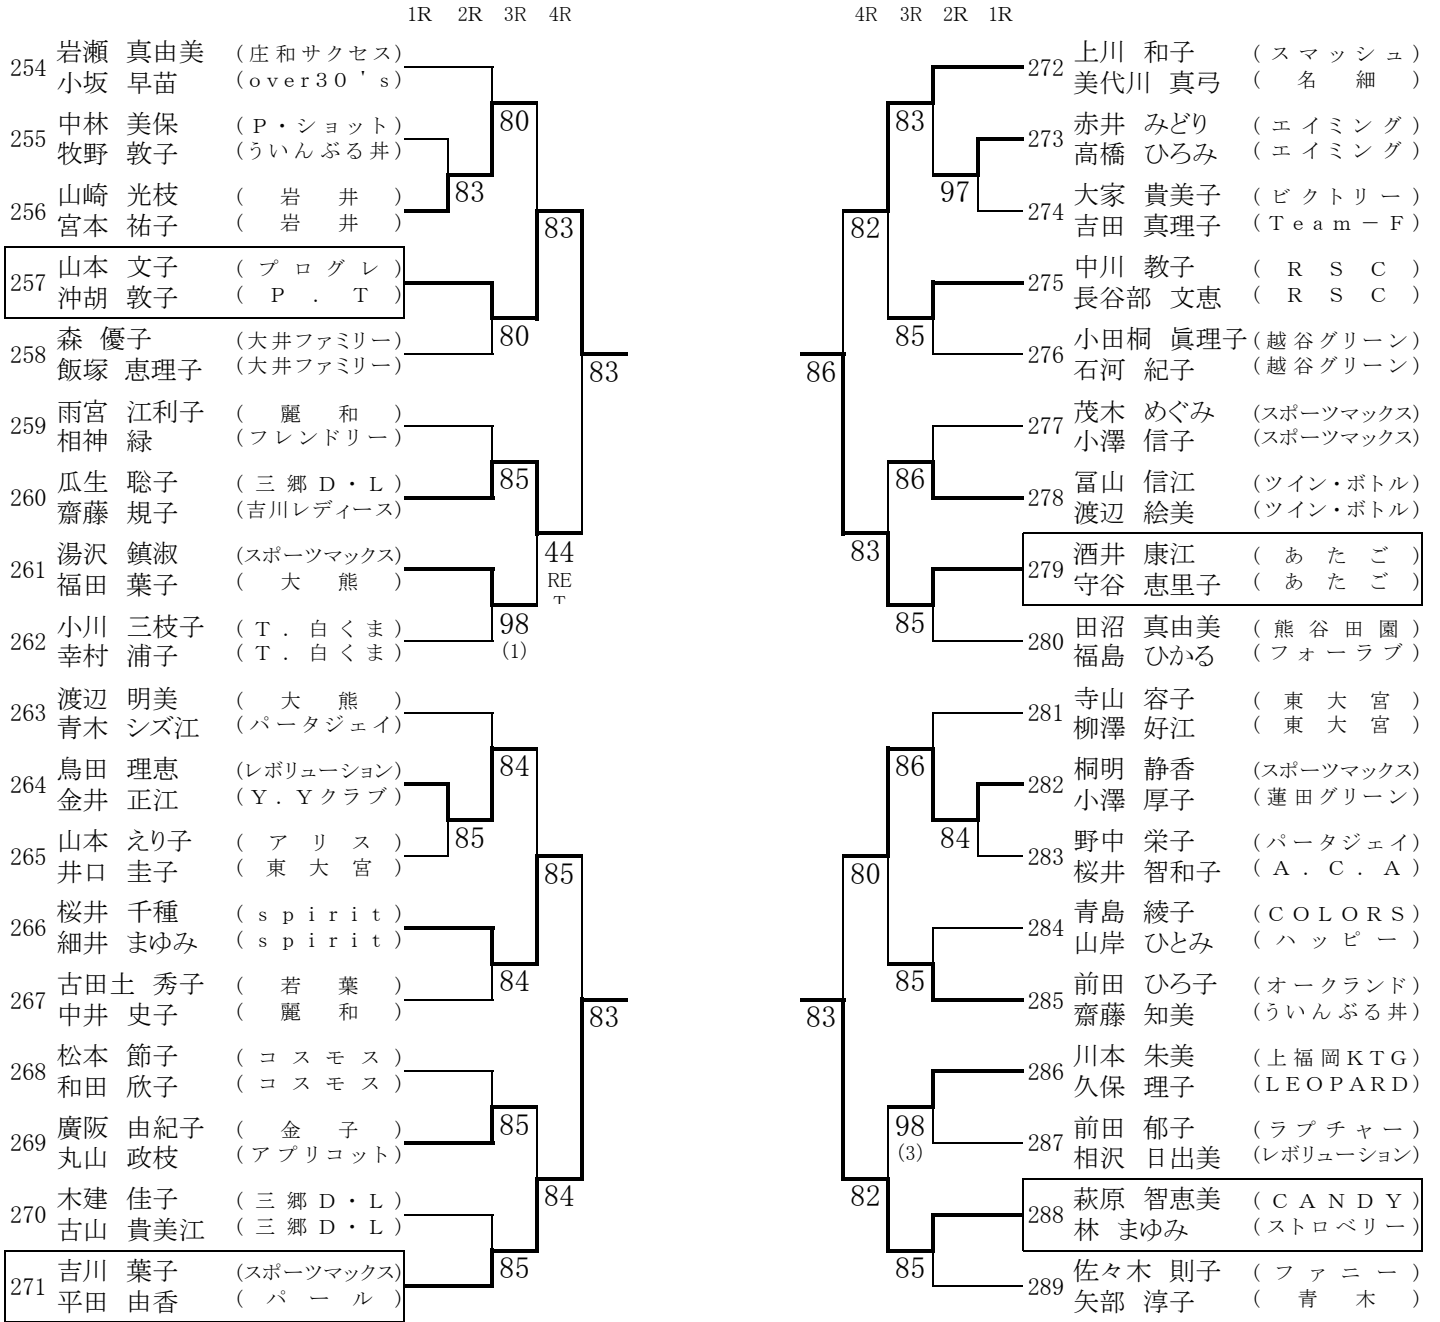 1R 2R 3R 4R
254 岩瀬 真由美 (庄和サクセス)
小坂 早苗 (over30's)
80
255 中林 美保 (P・ショット)
牧野 敦子 (ういんぶる丼)
83
256 山崎 光枝 (岩井)
宮本 祐子 (岩井)
83
257 山本 文子 (プログレ)
沖胡 敦子 (P.T)
80
258 森 優子 (大井ファミリー)
飯塚 恵理子 (大井ファミリー)
83
259 雨宮 江利子 (麗和)
相神 緑 (フレンドリー)
85
260 瓜生 聡子 (三郷D・L)
齋藤 規子 (吉川レディース)
44
RE
T
261 湯沢 鎮淑 (スポーツマックス)
福田 葉子 (大熊)
98
(1)
262 小川 三枝子 (T.白くま)
幸村 浦子 (T.白くま)
263 渡辺 明美 (大熊)
青木 シズ江 (パータジェイ)
84
264 鳥田 理恵 (レボリューション)
金井 正江 (Y.Yクラブ)
85
265 山本 えり子 (アリス)
井口 圭子 (東大宮)
85
266 桜井 千種 (spirit)
細井 まゆみ (spirit)
84
267 古田土 秀子 (若葉)
中井 史子 (麗和)
83
268 松本 節子 (コスモス)
和田 欣子 (コスモス)
85
269 廣阪 由紀子 (金子)
丸山 政枝 (アプリコット)
84
270 木建 佳子 (三郷D・L)
古山 貴美江 (三郷D・L)
85
271 吉川 葉子 (スポーツマックス)
平田 由香 (パール)
4R 3R 2R 1R
272 上川 和子 (スマッシュ)
美代川 真弓 (名細)
83
273 赤井 みどり (エイミング)
高橋 ひろみ (エイミング)
97
274 大家 貴美子 (ビクトリー)
吉田 真理子 (Team-F)
82
275 中川 教子 (RSC)
長谷部 文恵 (RSC)
85
276 小田桐 眞理子 (越谷グリーン)
石河 紀子 (越谷グリーン)
86
277 茂木 めぐみ (スポーツマックス)
小澤 信子 (スポーツマックス)
86
278 冨山 信江 (ツイン・ボトル)
渡辺 絵美 (ツイン・ボトル)
83
279 酒井 康江 (あたご)
守谷 恵里子 (あたご)
85
280 田沼 真由美 (熊谷田園)
福島 ひかる (フォーラブ)
281 寺山 容子 (東大宮)
柳澤 好江 (東大宮)
86
282 桐明 静香 (スポーツマックス)
小澤 厚子 (蓮田グリーン)
84
283 野中 栄子 (パータジェイ)
桜井 智和子 (A.C.A)
80
284 青島 綾子 (COLORS)
山岸 ひとみ (ハッピー)
85
285 前田 ひろ子 (オークランド)
齋藤 知美 (ういんぶる丼)
83
286 川本 朱美 (上福岡KTG)
久保 理子 (LEOPARD)
98
(3)
287 前田 郁子 (ラプチャー)
相沢 日出美 (レボリューション)
82
288 萩原 智恵美 (CANDY)
林 まゆみ (ストロベリー)
85
289 佐々木 則子 (ファニー)
矢部 淳子 (青木)